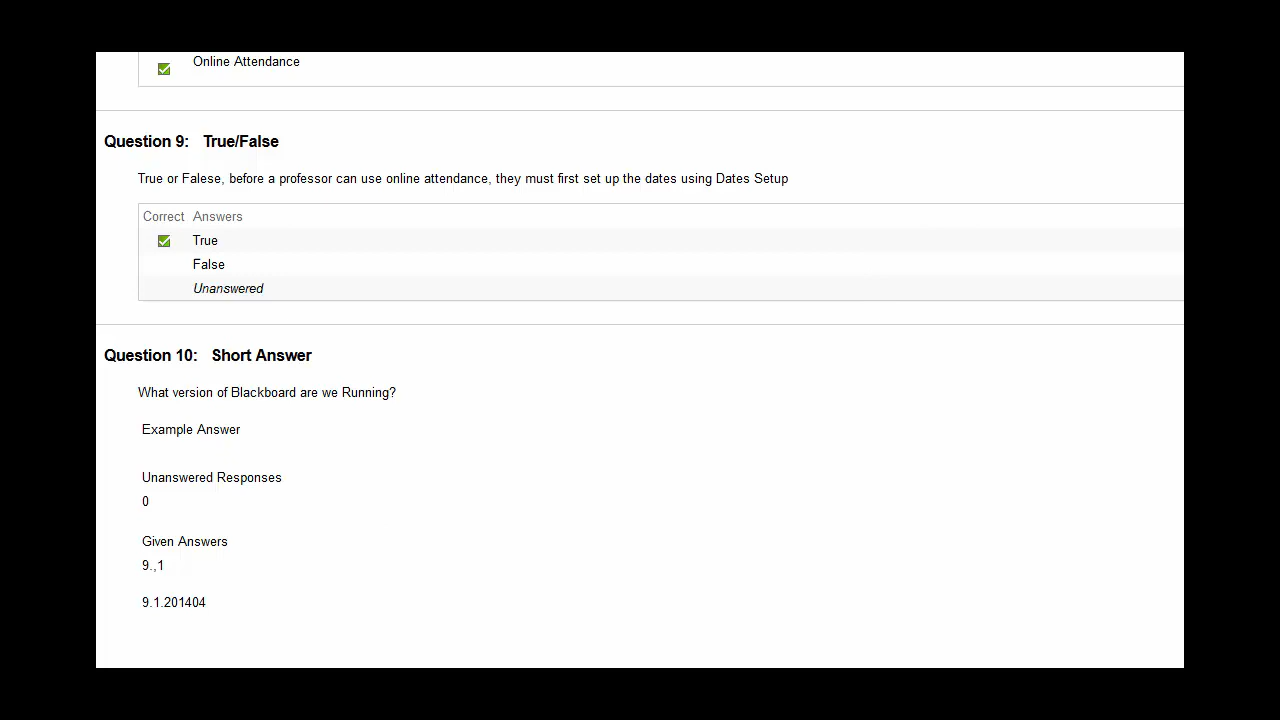 Online Attendance
Question 9: True/False
True or Falese, before a professor can use online attendance, they must first set up the dates using Dates Setup
Correct Answers
True
False
Unanswered
Question 10: Short Answer
What version of Blackboard are we Running?
Example Answer
Unanswered Responses
0
Given Answers
9.,1
9.1.201404